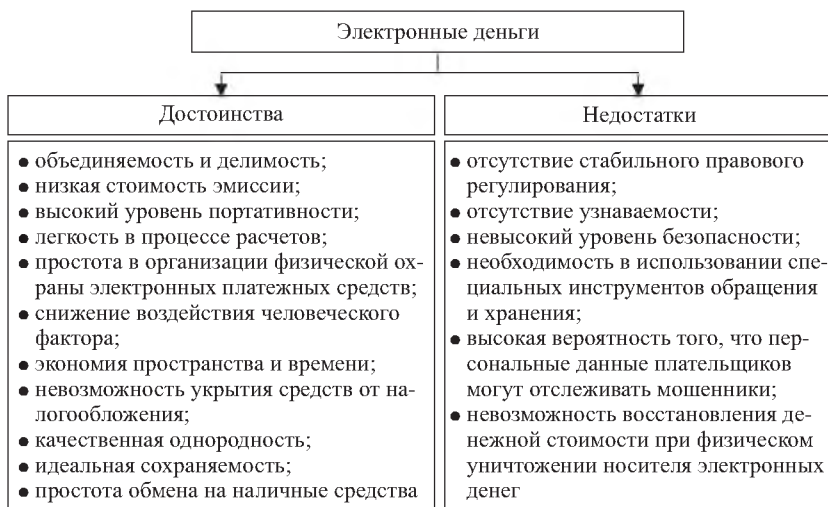 Электронные деньги
Достоинства
● объединяемость и делимость;
● низкая стоимость эмиссии;
● высокий уровень портативности;
● легкость в процессе расчетов;
● простота в организации физической ох-
раны электронных платежных средств;
● снижение воздействия человеческого
фактора;
● экономия пространства и времени;
● невозможность укрытия средств от на-
логообложения;
● качественная однородность;
● идеальная сохраняемость;
● простота обмена на наличные средства
Недостатки
● отсутствие стабильного правового
регулирования;
● отсутствие узнаваемости;
● невысокий уровень безопасности;
● необходимость в использовании спе-
циальных инструментов обращения
и хранения;
● высокая вероятность того, что пер-
сональные данные плательщиков
могут отслеживать мошенники;
● невозможность восстановления де-
нежной стоимости при физическом
уничтожении носителя электронных
денег